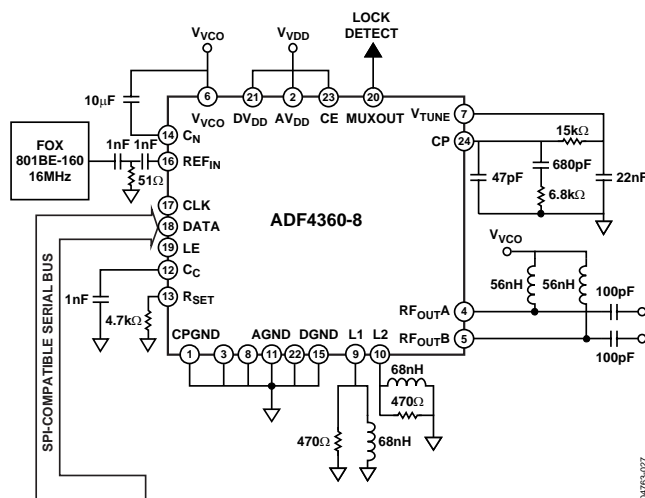 LOCK
DETECT
VVCO
VVDD
10μF
6
21
2
23
20
VVCO
DVDD
AVDD
CE
MUXOUT
VTUNE
7
CP
24
15kΩ
47pF
680pF
22nF
6.8kΩ
FOX
801BE-160
16MHz
1nF
1nF
51Ω
14
CN
16
REFIN
17
CLK
18
DATA
19
LE
12
CC
13
RSET
ADF4360-8
1nF
4.7kΩ
SPI-COMPATIBLE SERIAL BUS
VVCO
56nH
56nH
RFOUTA
4
100pF
RFOUTB
5
100pF
CPGND
AGND
DGND
L1
L2
1
3
8
11
22
15
9
10
68nH
470Ω
470Ω
68nH
04763-027